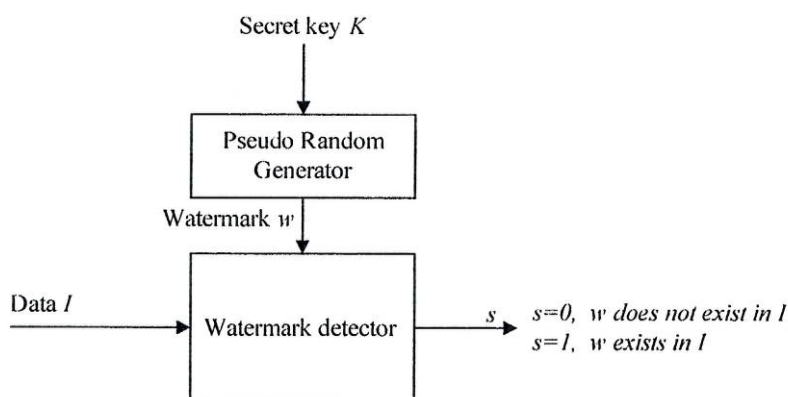 Secret key K
Pseudo Random
Generator
Watermark w
Data I
Watermark detector
s
s=0, w does not exist in I
s=1, w exists in I